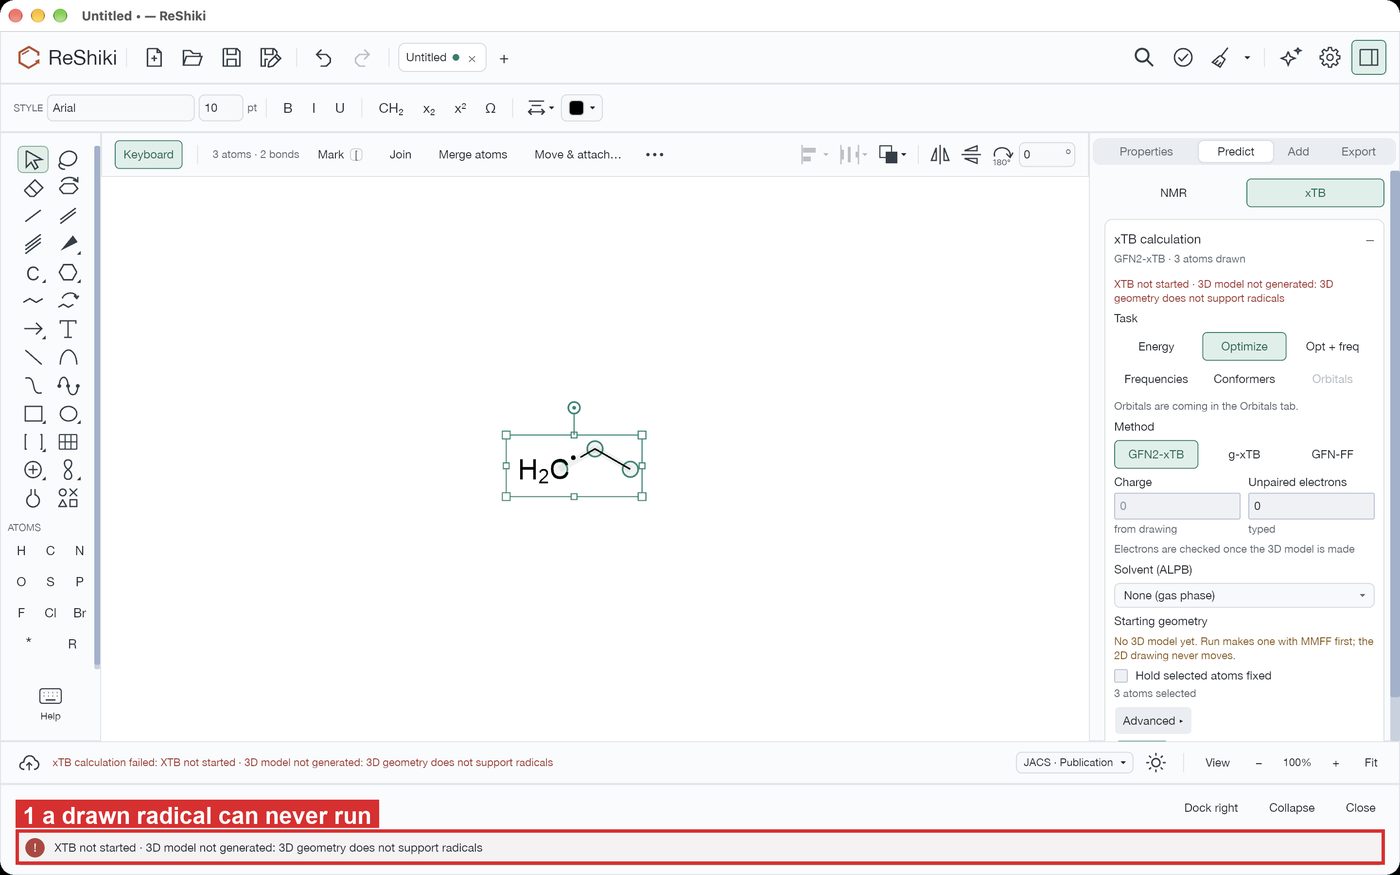 Untitled • — ReShiki
ReShiki
Untitled
STYLE Arial 10 pt B I U CH₂ x₂ x² Ω
Keyboard 3 atoms · 2 bonds Mark [ Join Merge atoms Move & attach... ••• 180° 0 °
Properties Predict Add Export
NMR xTB
xTB calculation
GFN2-xTB · 3 atoms drawn
XTB not started · 3D model not generated: 3D
geometry does not support radicals
Task
Energy Optimize Opt + freq
Frequencies Conformers Orbitals
Orbitals are coming in the Orbitals tab.
Method
GFN2-xTB g-xTB GFN-FF
Charge Unpaired electrons
0 0
from drawing typed
Electrons are checked once the 3D model is made
Solvent (ALPB)
None (gas phase)
Starting geometry
No 3D model yet. Run makes one with MMFF first; the
2D drawing never moves.
Hold selected atoms fixed
3 atoms selected
Advanced ▸
C
T
ATOMS
H C N
O S P
F Cl Br
* R
Help
H₂O•
xTB calculation failed: XTB not started · 3D model not generated: 3D geometry does not support radicals
JACS · Publication View − 100% + Fit
1 a drawn radical can never run
Dock right Collapse Close
! XTB not started · 3D model not generated: 3D geometry does not support radicals